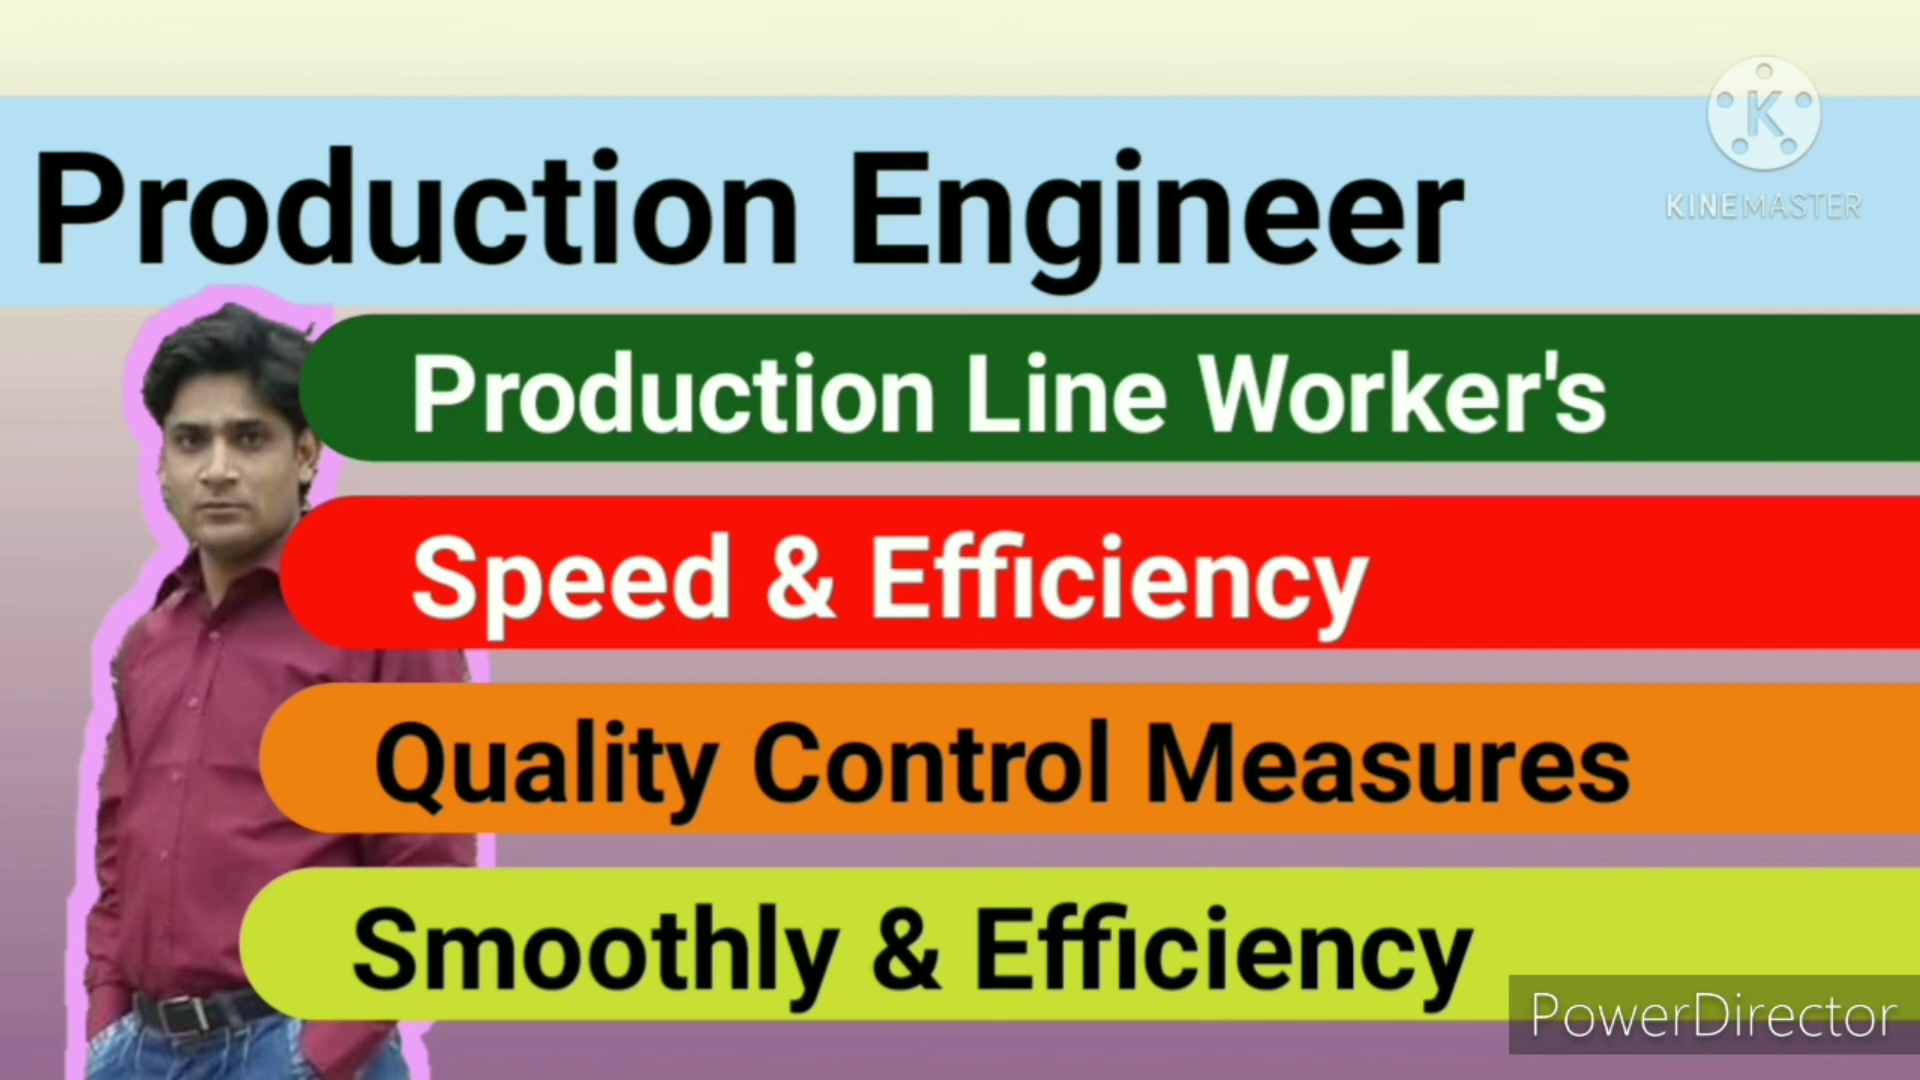 Production Engineer
KINEMASTER
Production Line Worker's
Speed & Efficiency
Quality Control Measures
Smoothly & Efficiency
PowerDirector